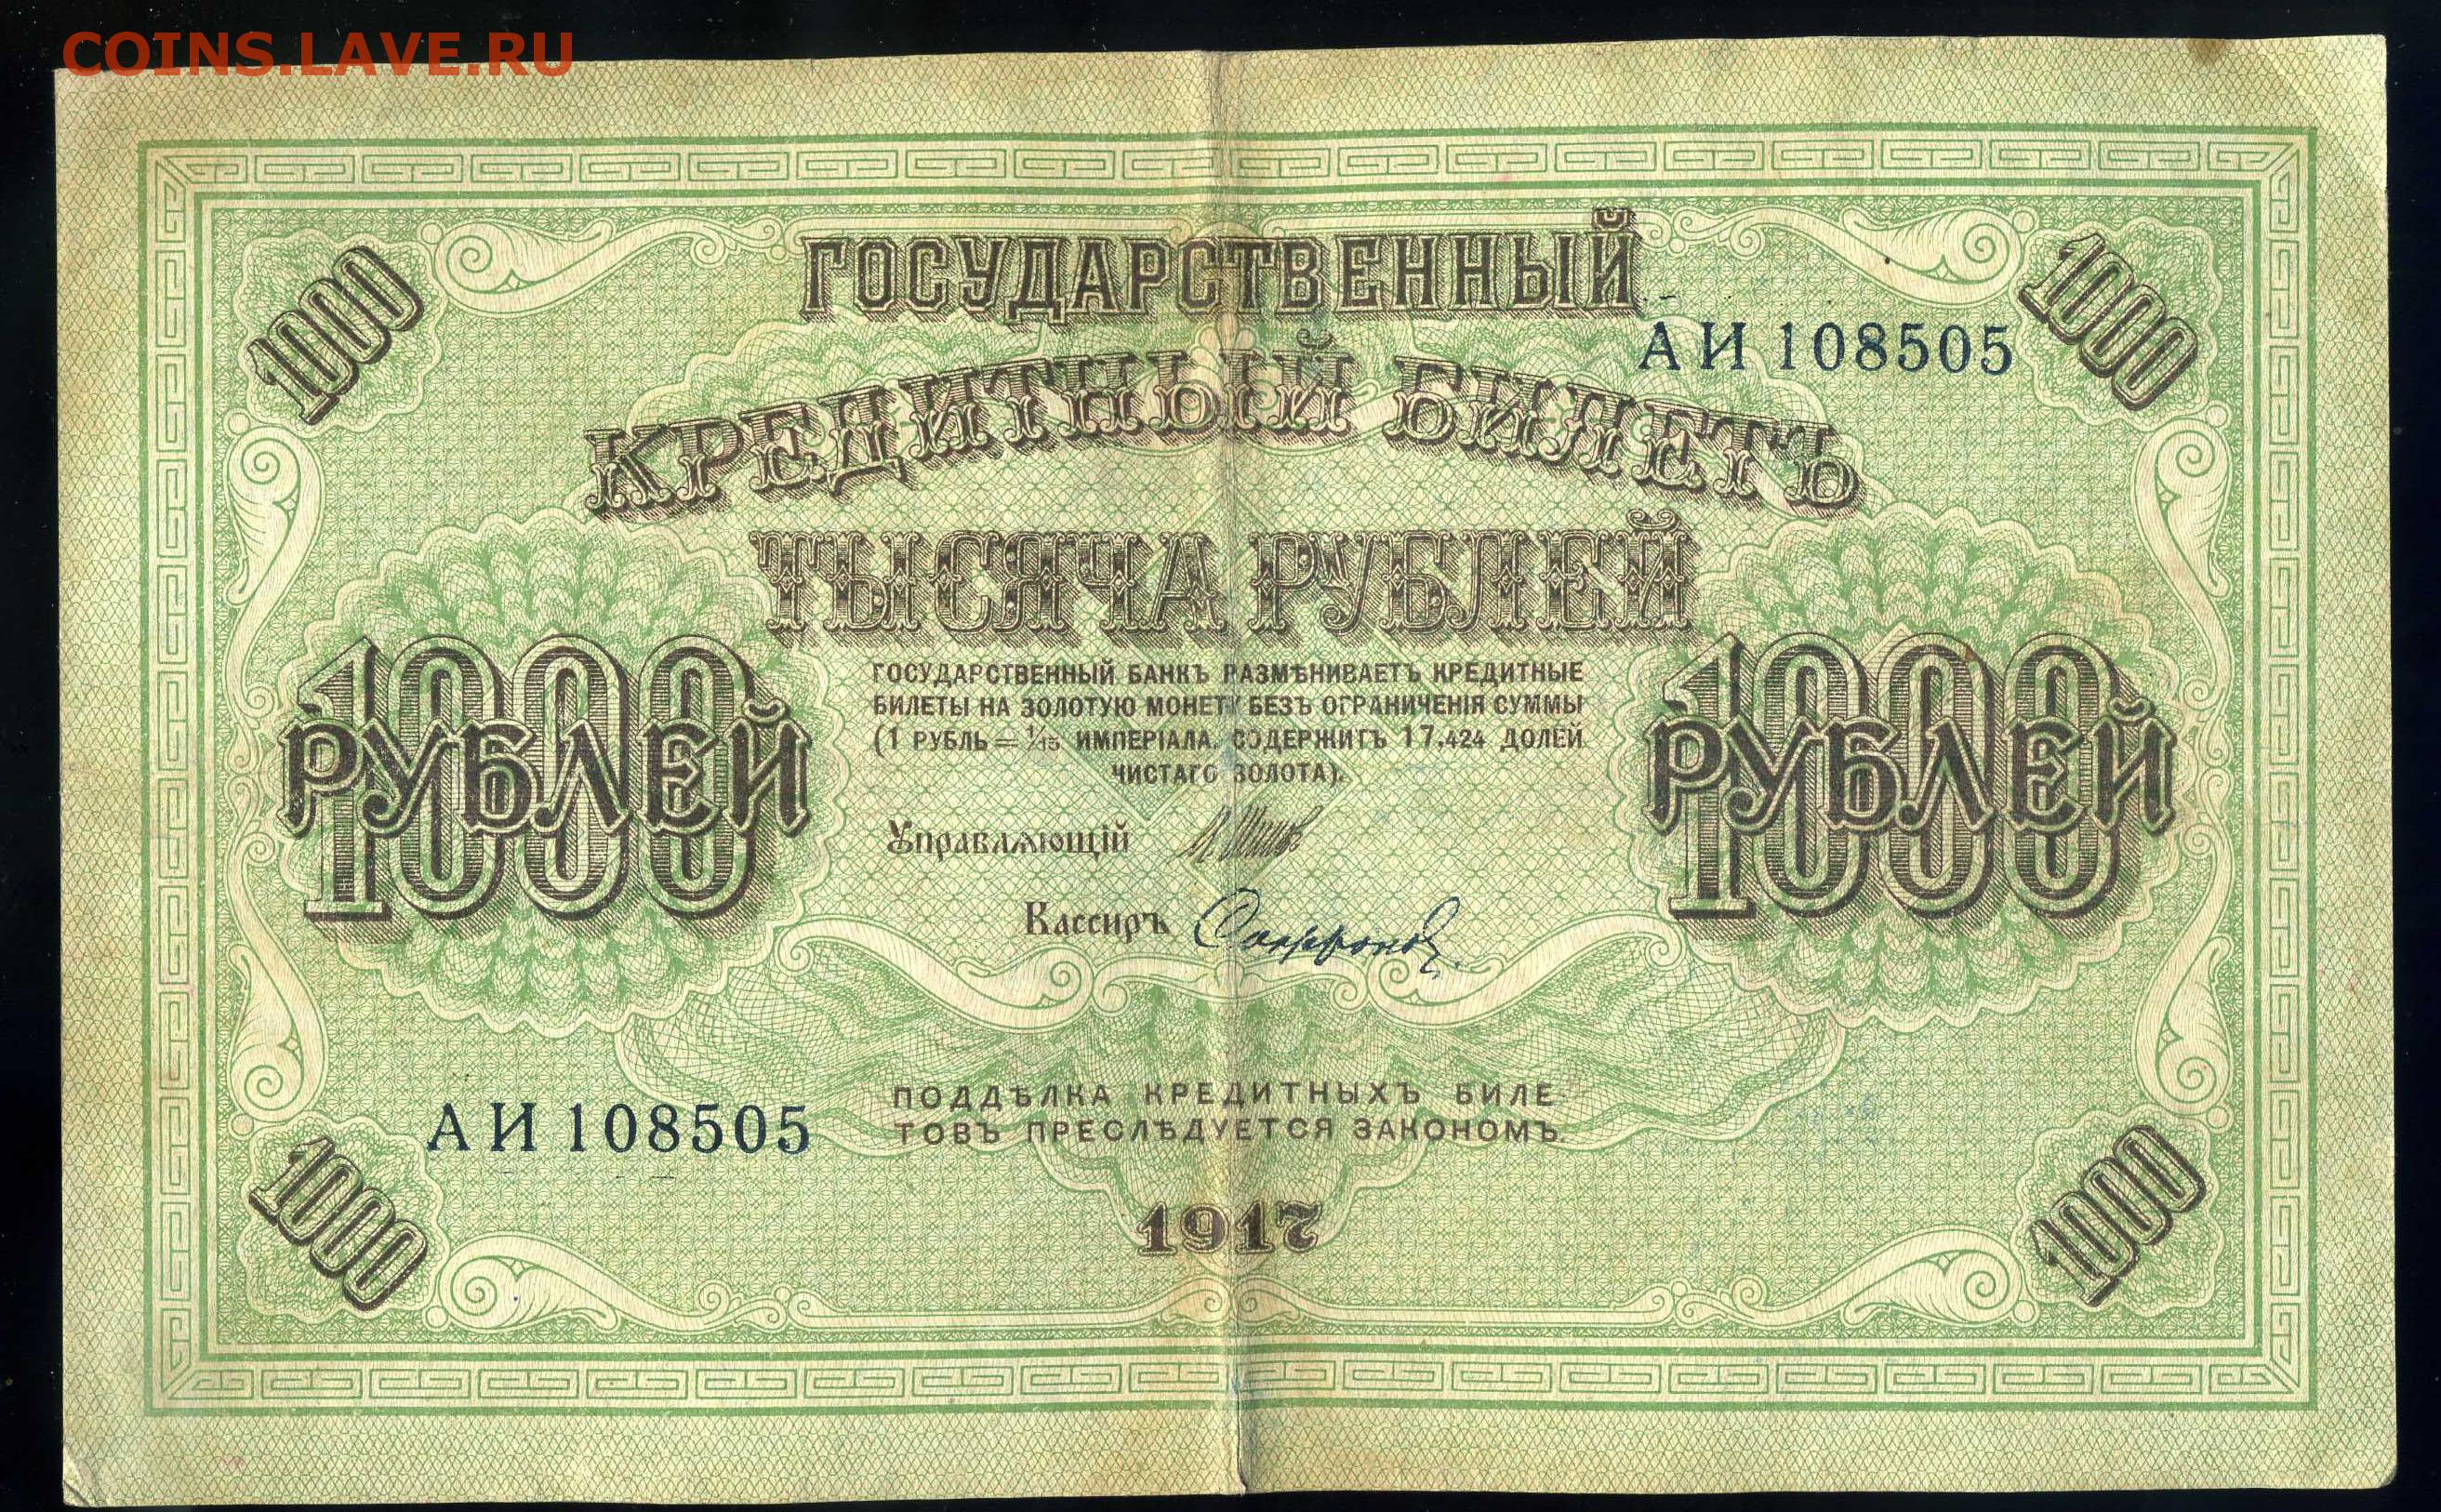 COINS.LAVE.RU
1000
1000
ГОСУДАРСТВЕННЫЙ
АИ 108505
КРЕДИТНЫЙ БИЛЕТЪ
ТЫСЯЧА РУБЛЕЙ
1000
РУБЛЕЙ
1000
РУБЛЕЙ
ГОСУДАРСТВЕННЫЙ БАНКЪ РАЗМѢНИВАЕТЪ КРЕДИТНЫЕ
БИЛЕТЫ НА ЗОЛОТУЮ МОНЕТУ БЕЗЪ ОГРАНИЧЕНІЯ СУММЫ
(1 РУБЛЬ = 1/15 ИМПЕРІАЛА, СОДЕРЖИТЪ 17,424 ДОЛЕЙ
ЧИСТАГО ЗОЛОТА).
Управляющій
Кассиръ Сафронов
АИ 108505
ПОДДѢЛКА КРЕДИТНЫХЪ БИЛЕ
ТОВЪ ПРЕСЛѢДУЕТСЯ ЗАКОНОМЪ.
1000
1917
1000